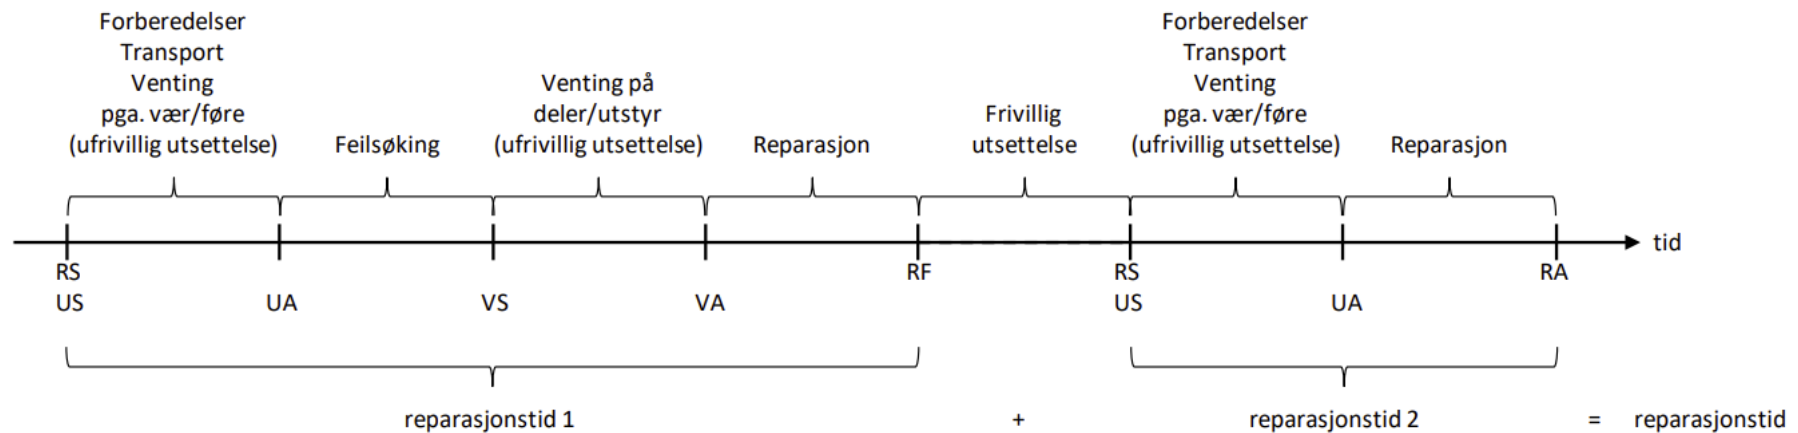 Forberedelser
Transport
Venting
pga. vær/føre
(ufrivillig utsettelse)
Feilsøking
Venting på
deler/utstyr
(ufrivillig utsettelse)
Reparasjon
Frivillig
utsettelse
Forberedelser
Transport
Venting
pga. vær/føre
(ufrivillig utsettelse)
Reparasjon
tid
RS
RF
RS
RA
US
UA
VS
VA
US
UA
reparasjonstid 1
+
reparasjonstid 2
=
reparasjonstid